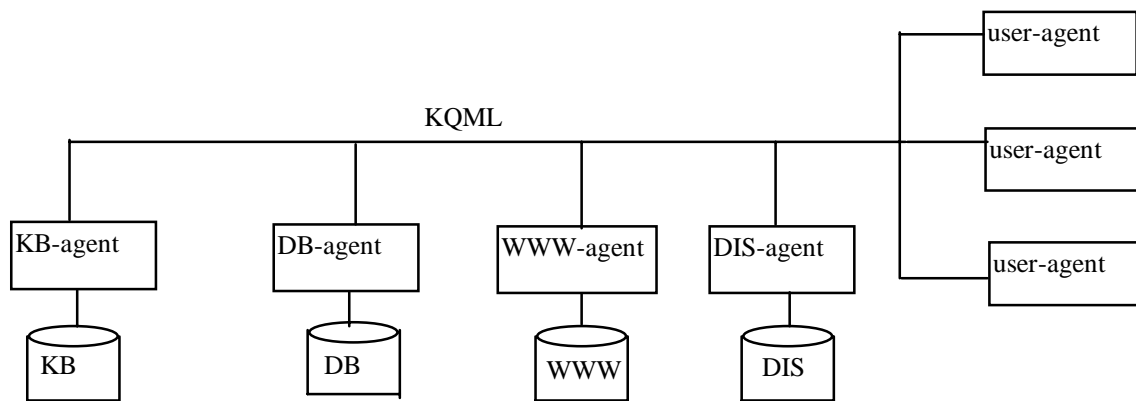 user-agent
KQML
user-agent
KB-agent
DB-agent
WWW-agent
DIS-agent
user-agent
KB
DB
WWW
DIS